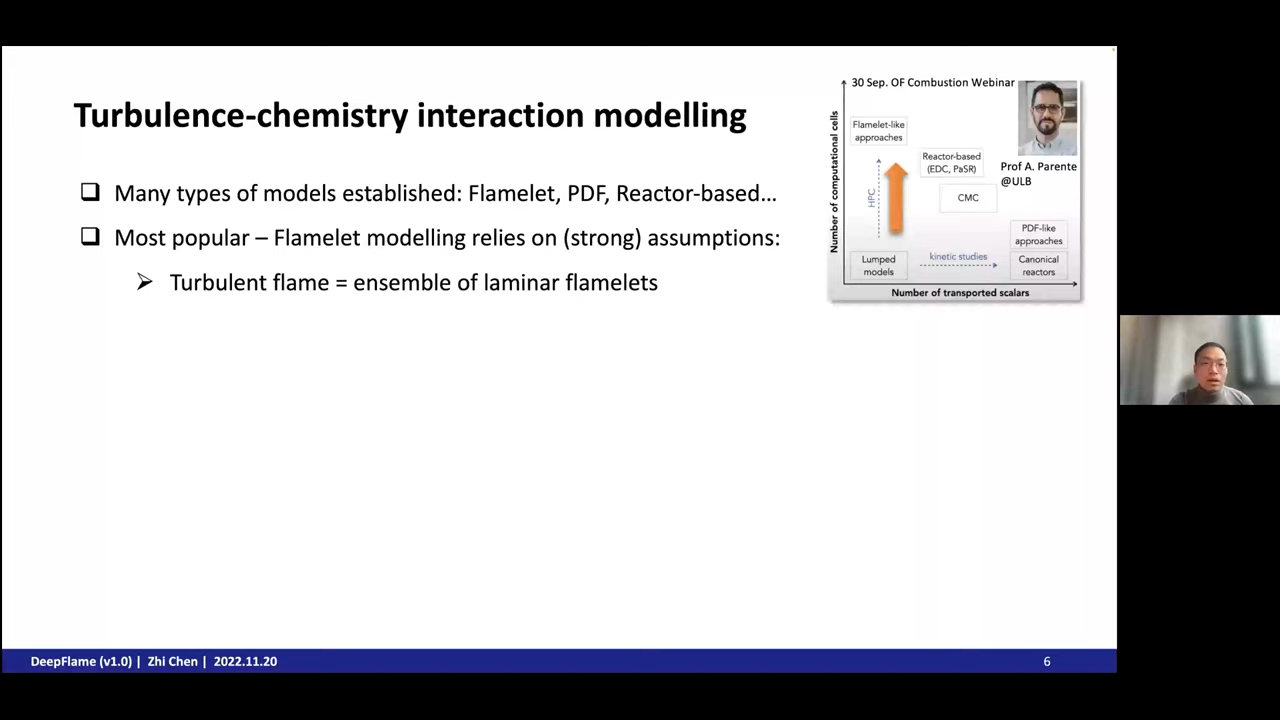 Turbulence-chemistry interaction modelling
❑ Many types of models established: Flamelet, PDF, Reactor-based...
❑ Most popular – Flamelet modelling relies on (strong) assumptions:
➢ Turbulent flame = ensemble of laminar flamelets
30 Sep. OF Combustion Webinar
Prof A. Parente
@ULB
Number of computational cells
Flamelet-like
approaches
Reactor-based
(EDC, PaSR)
CMC
HPC
PDF-like
approaches
Lumped
models
kinetic studies
Canonical
reactors
Number of transported scalars
DeepFlame (v1.0) | Zhi Chen | 2022.11.20
6